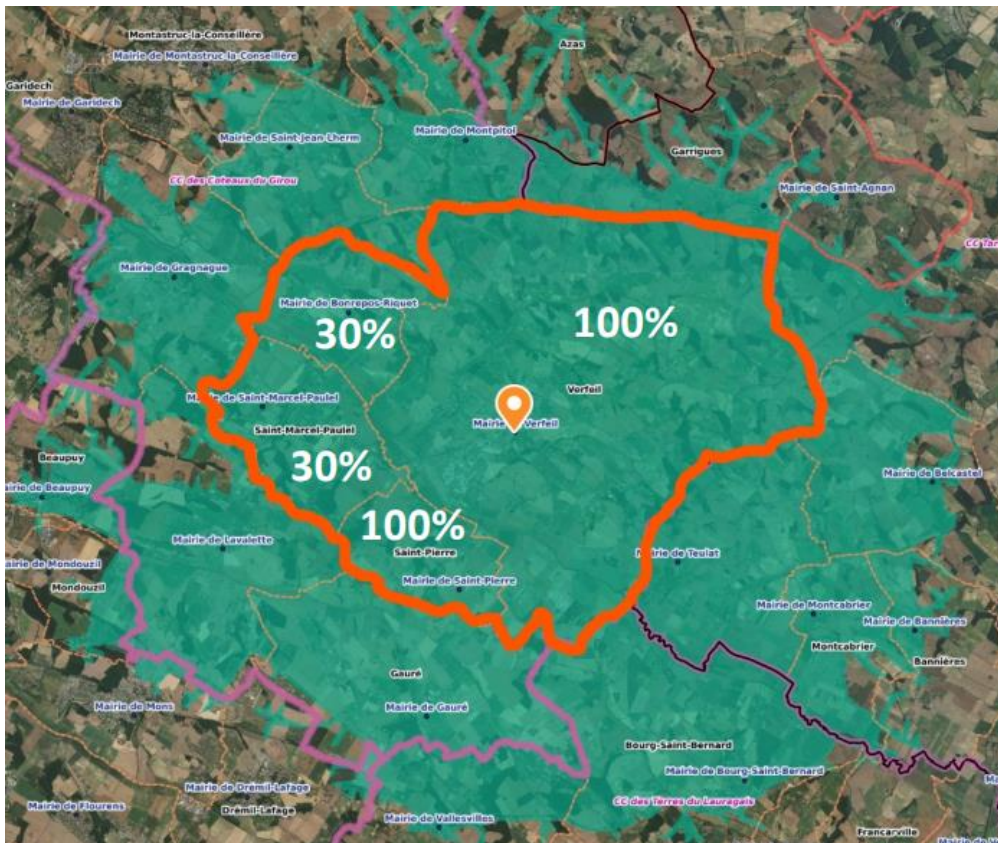 Montastruc-la-Conseillère
Azas
Mairie de Montastruc-la-Conseillère
Garidech
Mairie de Garidech
Mairie de Saint-Jean-Lherm
Mairie de Montpitol
Garrigues
CC des Coteaux du Girou
Mairie de Saint-Agnan
CC Tar
Mairie de Gragnague
Mairie de Bonrepos-Riquet
30%
100%
Verfeil
Mairie de Saint-Marcel-Paulel
Mairie de Verfeil
Saint-Marcel-Paulel
Beaupuy
30%
Mairie de Belcastel
Mairie de Beaupuy
100%
Mairie de Lavalette
Saint-Pierre
Mairie de Teulat
Mairie de Mondouzil
Mondouzil
Mairie de Saint-Pierre
Mairie de Montcabrier
Mairie de Bannières
Montcabrier
Bannières
Gauré
Mairie de Mons
Mairie de Gauré
Bourg-Saint-Bernard
Mairie de Bourg-Saint-Bernard
Mairie de Drémil-Lafage
CC des Terres du Lauragais
Mairie de Flourens
Drémil-Lafage
Mairie de Vallesvilles
Francarville